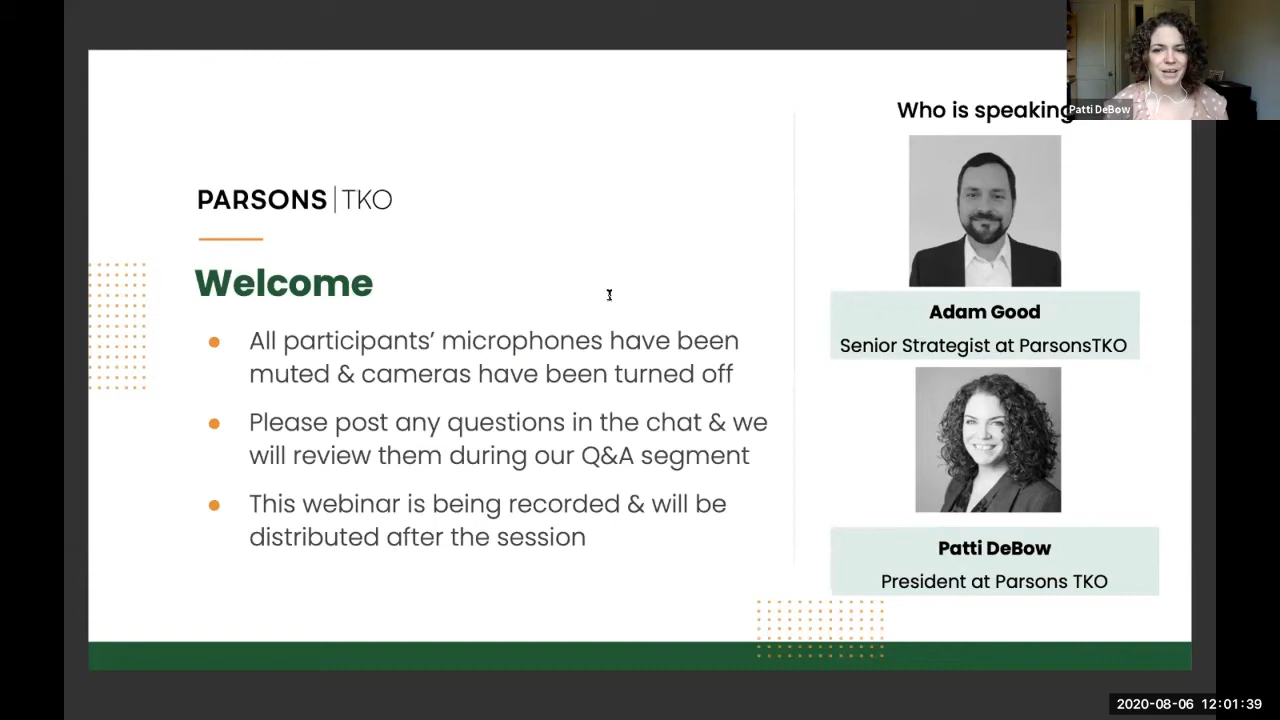 PARSONS|TKO
Welcome
All participants’ microphones have been
muted & cameras have been turned off
Please post any questions in the chat & we
will review them during our Q&A segment
This webinar is being recorded & will be
distributed after the session
Who is speaking
Adam Good
Senior Strategist at ParsonsTKO
Patti DeBow
President at Parsons TKO
Patti DeBow
2020-08-06 12:01:39